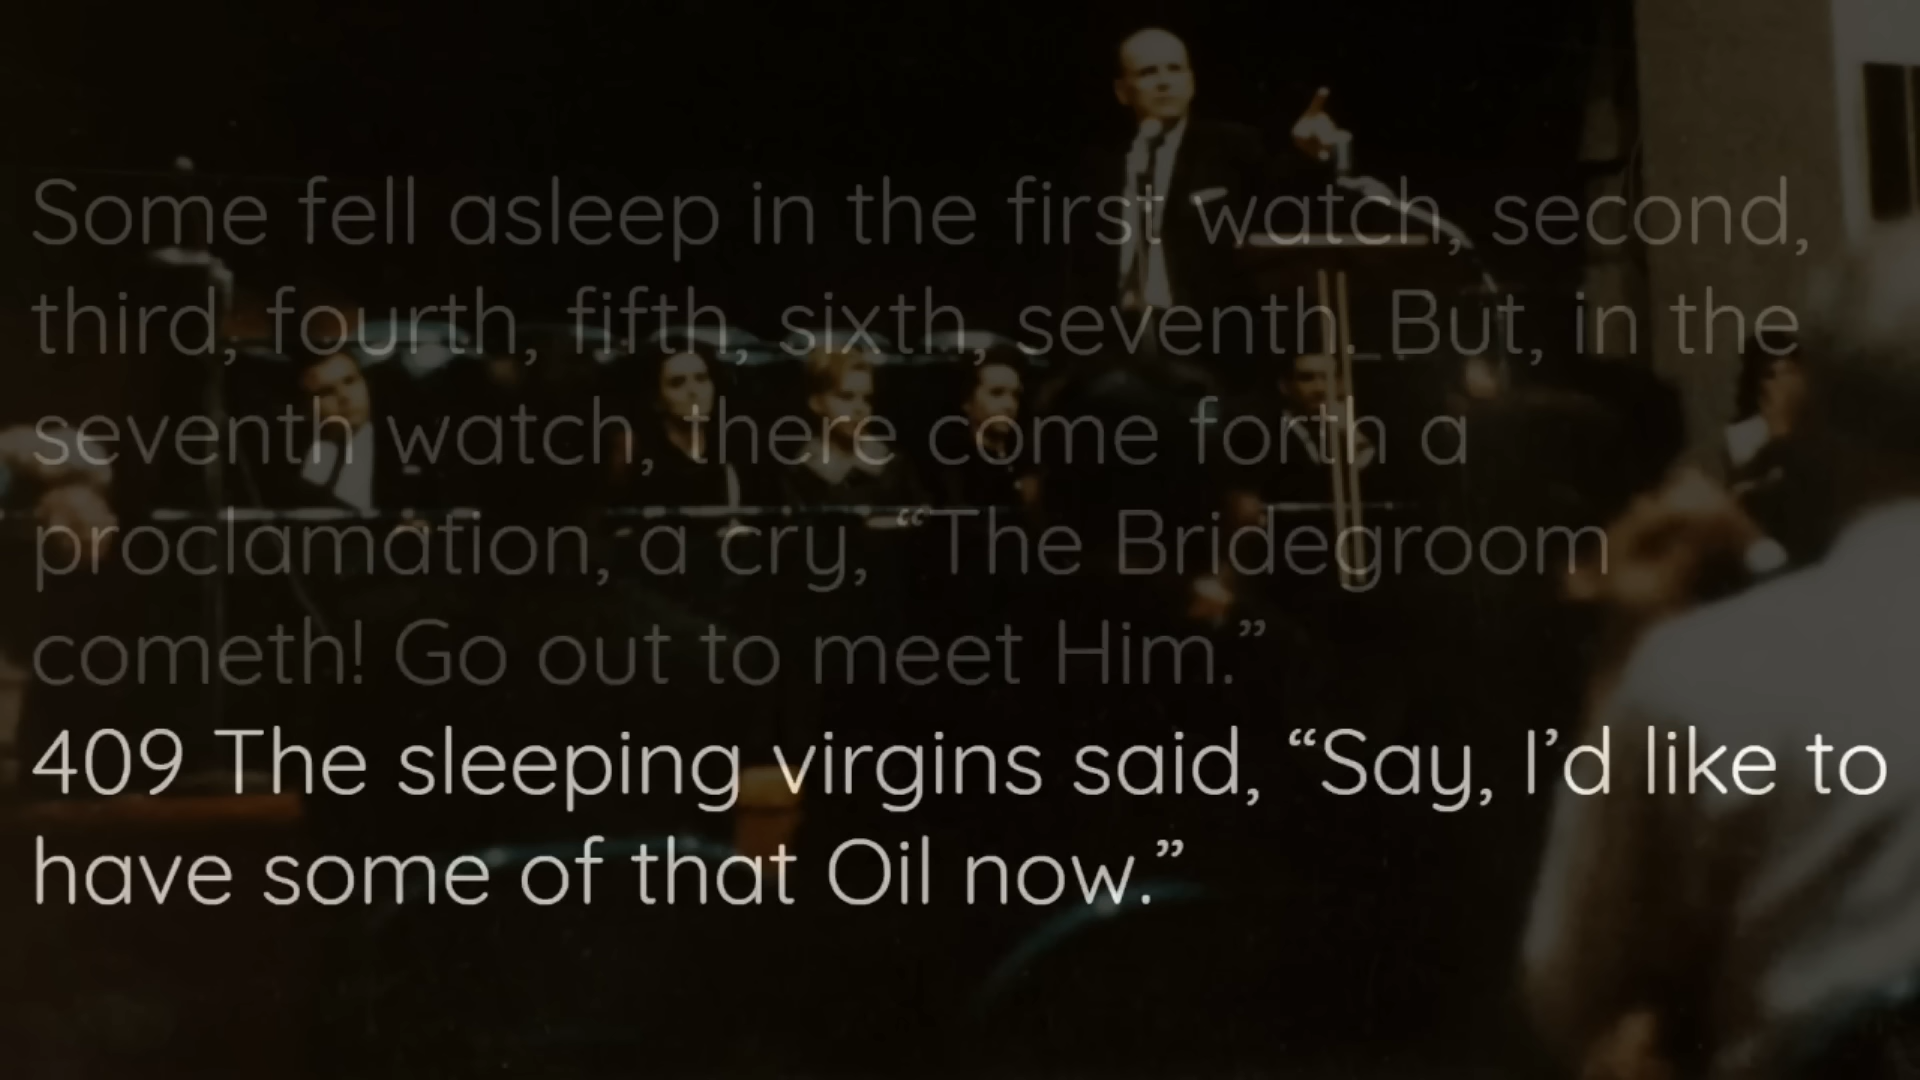 Some fell asleep in the first watch, second,
third, fourth, fifth, sixth, seventh. But, in the
seventh watch, there come forth a
proclamation, a cry, “The Bridegroom
cometh! Go out to meet Him.”
409 The sleeping virgins said, “Say, I’d like to
have some of that Oil now.”